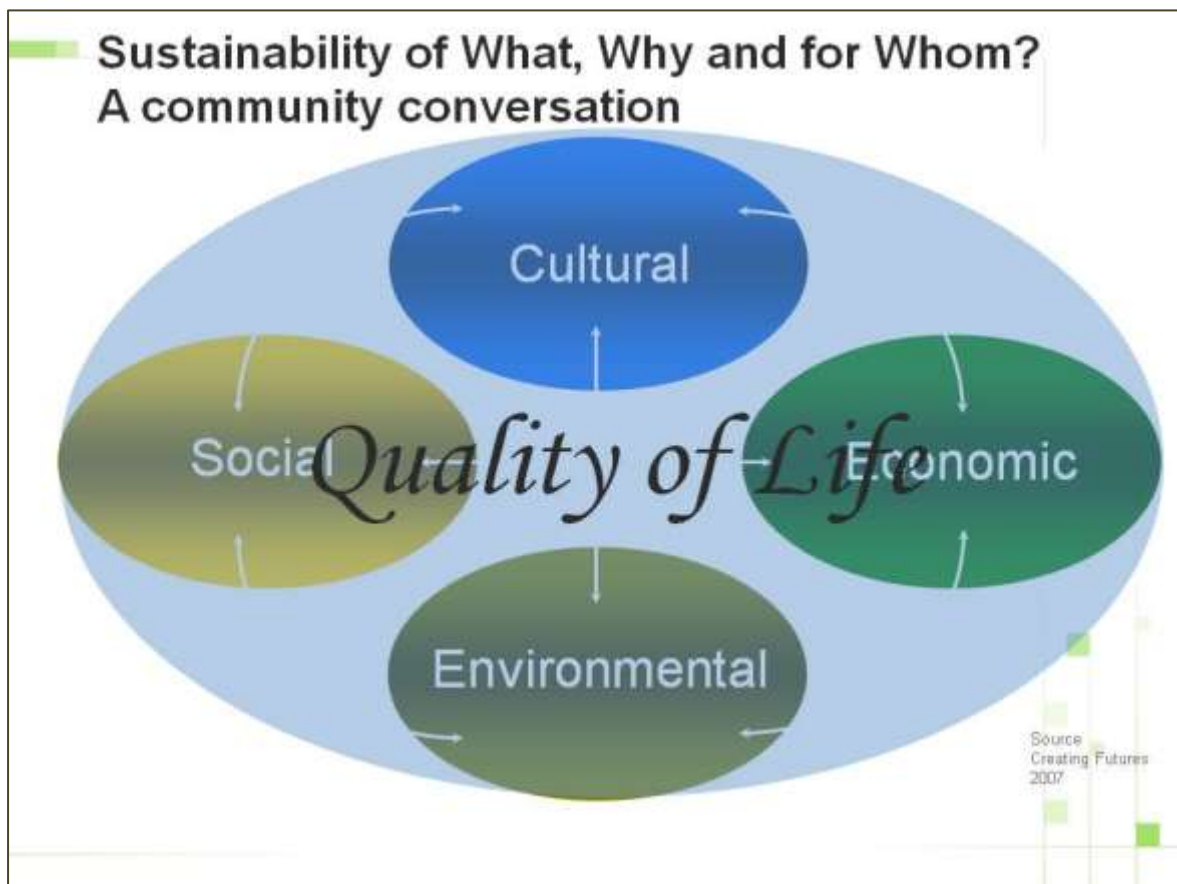 Sustainability of What, Why and for Whom?
A community conversation
Cultural
Social
Quality of Life
Economic
Environmental
Source
Creating Futures
2007